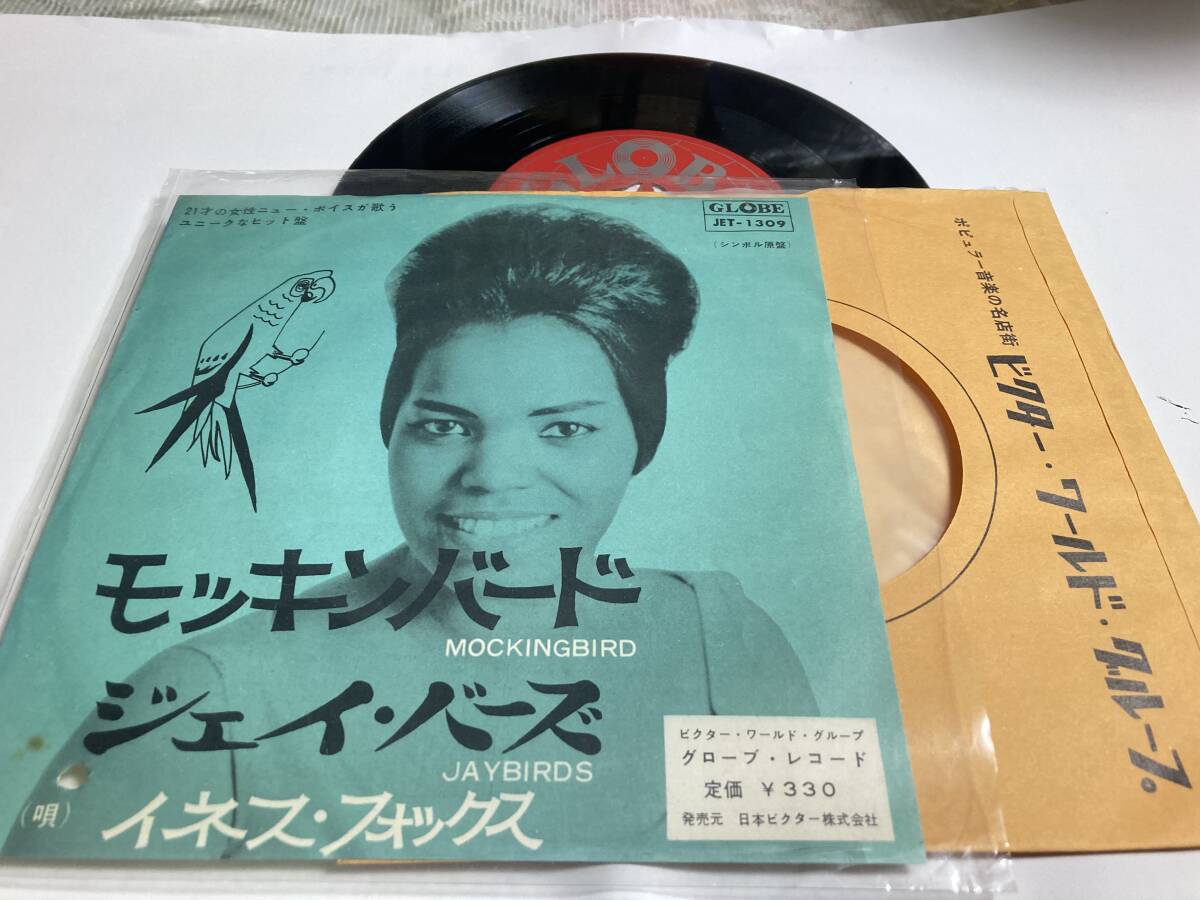 GLOBE
21才の女性ニュー・ボイスが歌う
ユニークなヒット盤
GLOBE
JET-1309
(シンボル原盤)
モッキンバード
MOCKINGBIRD
ジェイ・バーズ
JAYBIRDS
(唄) イネス・フォックス
ビクター・ワールド・グループ
グローブ・レコード
定価 ¥330
発売元 日本ビクター株式会社
ポピュラー音楽の名店街
ビクター・ワールド・グループ。